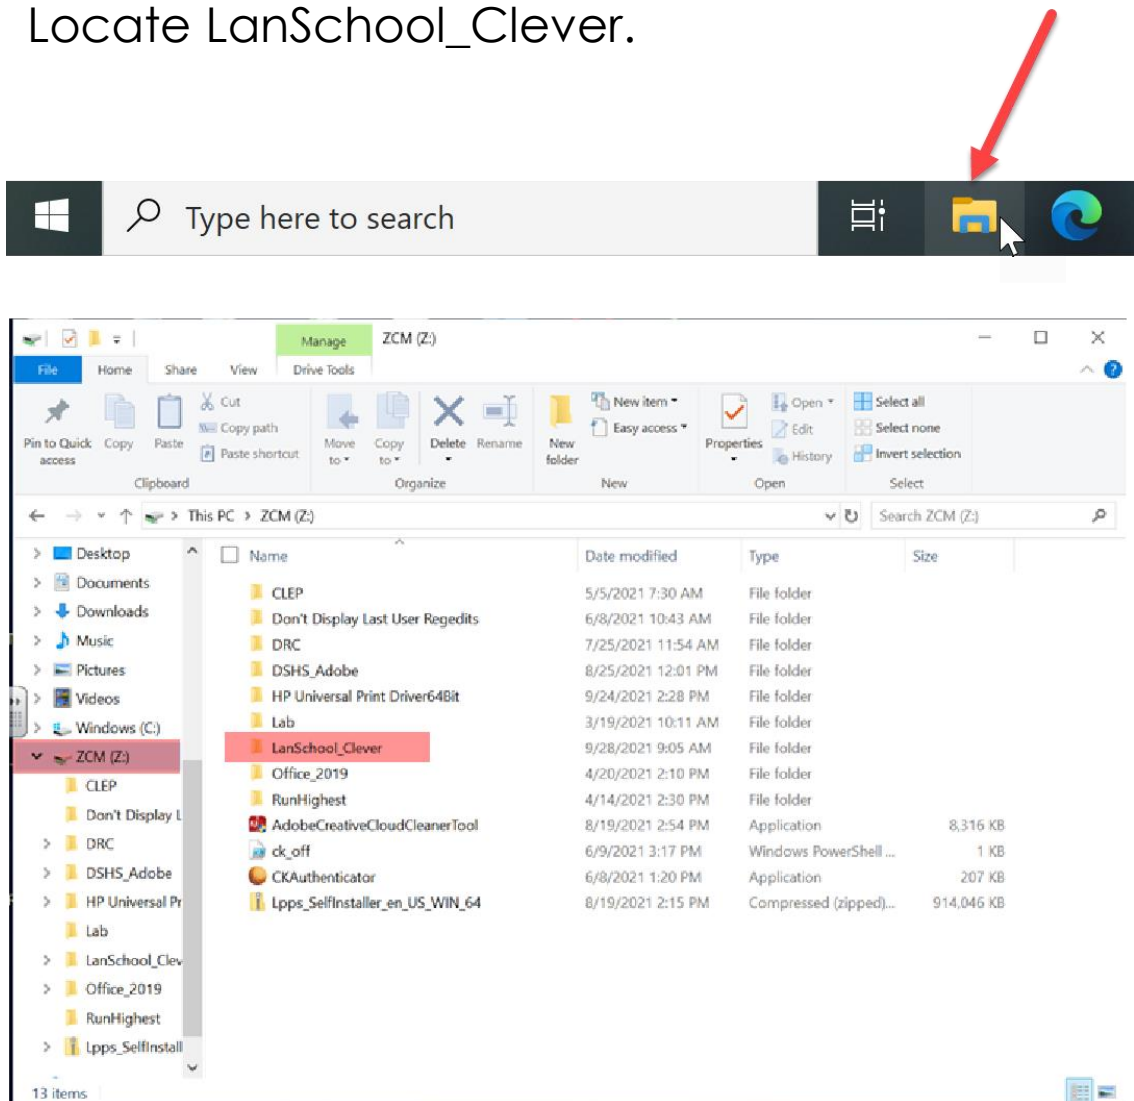 Locate LanSchool_Clever.
Type here to search
Manage ZCM (Z:)
File Home Share View Drive Tools
Pin to Quick access
Copy
Paste
Cut
Copy path
Paste shortcut
Clipboard
Move to
Copy to
Delete
Rename
Organize
New folder
New item
Easy access
New
Properties
Open
Edit
History
Open
Select all
Select none
Invert selection
Select
This PC > ZCM (Z:)
Search ZCM (Z:)
Desktop
Documents
Downloads
Music
Pictures
Videos
Windows (C:)
ZCM (Z:)
CLEP
Don't Display L
DRC
DSHS_Adobe
HP Universal Pr
Lab
LanSchool_Clev
Office_2019
RunHighest
Lpps_SelfInstall
Name Date modified Type Size
CLEP 5/5/2021 7:30 AM File folder
Don't Display Last User Regedits 6/8/2021 10:43 AM File folder
DRC 7/25/2021 11:54 AM File folder
DSHS_Adobe 8/25/2021 12:01 PM File folder
HP Universal Print Driver64Bit 9/24/2021 2:28 PM File folder
Lab 3/19/2021 10:11 AM File folder
LanSchool_Clever 9/28/2021 9:05 AM File folder
Office_2019 4/20/2021 2:10 PM File folder
RunHighest 4/14/2021 2:30 PM File folder
AdobeCreativeCloudCleanerTool 8/19/2021 2:54 PM Application 8,316 KB
ck_off 6/9/2021 3:17 PM Windows PowerShell ... 1 KB
CKAuthenticator 6/8/2021 1:20 PM Application 207 KB
Lpps_SelfInstaller_en_US_WIN_64 8/19/2021 2:15 PM Compressed (zipped)... 914,046 KB
13 items